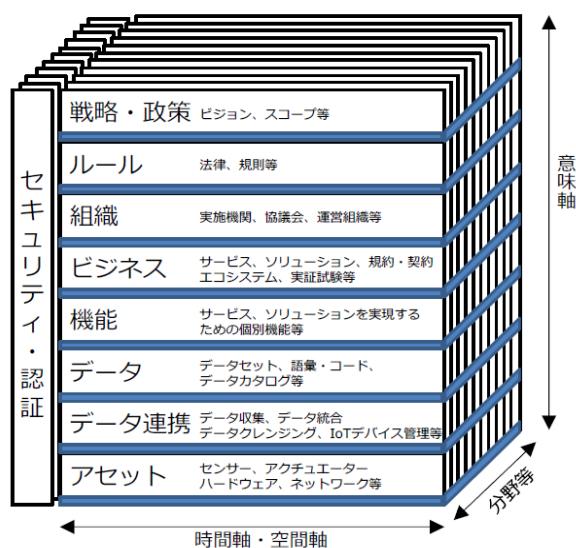 セキュリティ・認証
戦略・政策 ビジョン、スコープ等
ルール 法律、規則等
組織 実施機関、協議会、運営組織等
ビジネス サービス、ソリューション、規約・契約
エコシステム、実証試験等
機能 サービス、ソリューションを実現する
ための個別機能等
データ データセット、語彙・コード、
データカタログ等
データ連携 データ収集、データ統合
データクレンジング、IoTデバイス管理等
アセット センサー、アクチュエーター
ハードウェア、ネットワーク等
意味軸
分野等
時間軸・空間軸